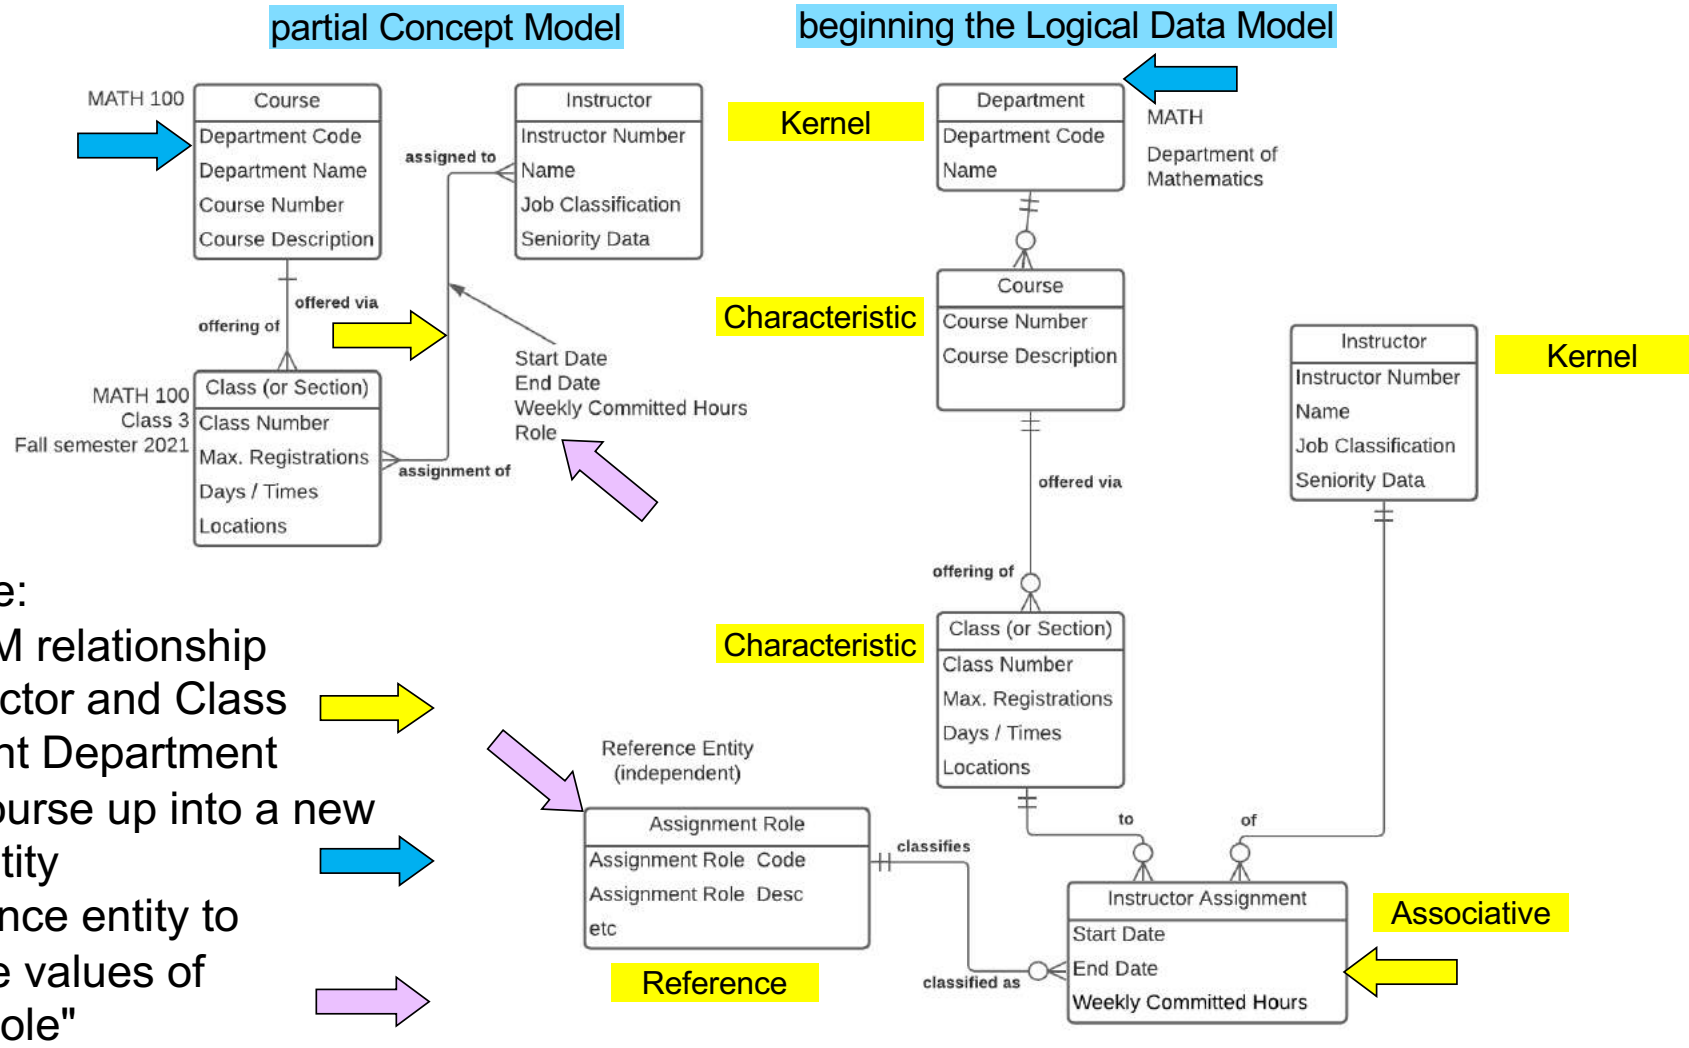 partial Concept Model
beginning the Logical Data Model
MATH 100
Course
Department Code
Department Name
Course Number
Course Description
assigned to
Instructor
Instructor Number
Name
Job Classification
Seniority Data
offered via
offering of
Start Date
End Date
Weekly Committed Hours
Role
MATH 100
Class 3
Fall semester 2021
Class (or Section)
Class Number
Max. Registrations
Days / Times
Locations
assignment of
Kernel
Department
Department Code
Name
MATH
Department of
Mathematics
Characteristic
Course
Course Number
Course Description
Instructor
Instructor Number
Name
Job Classification
Seniority Data
Kernel
offered via
offering of
Characteristic
Class (or Section)
Class Number
Max. Registrations
Days / Times
Locations
to
of
e:
M relationship
ctor and Class
nt Department
ourse up into a new
tity
nce entity to
e values of
ole"
Reference Entity
(independent)
Assignment Role
Assignment Role Code
Assignment Role Desc
etc
Reference
classifies
classified as
Instructor Assignment
Start Date
End Date
Weekly Committed Hours
Associative